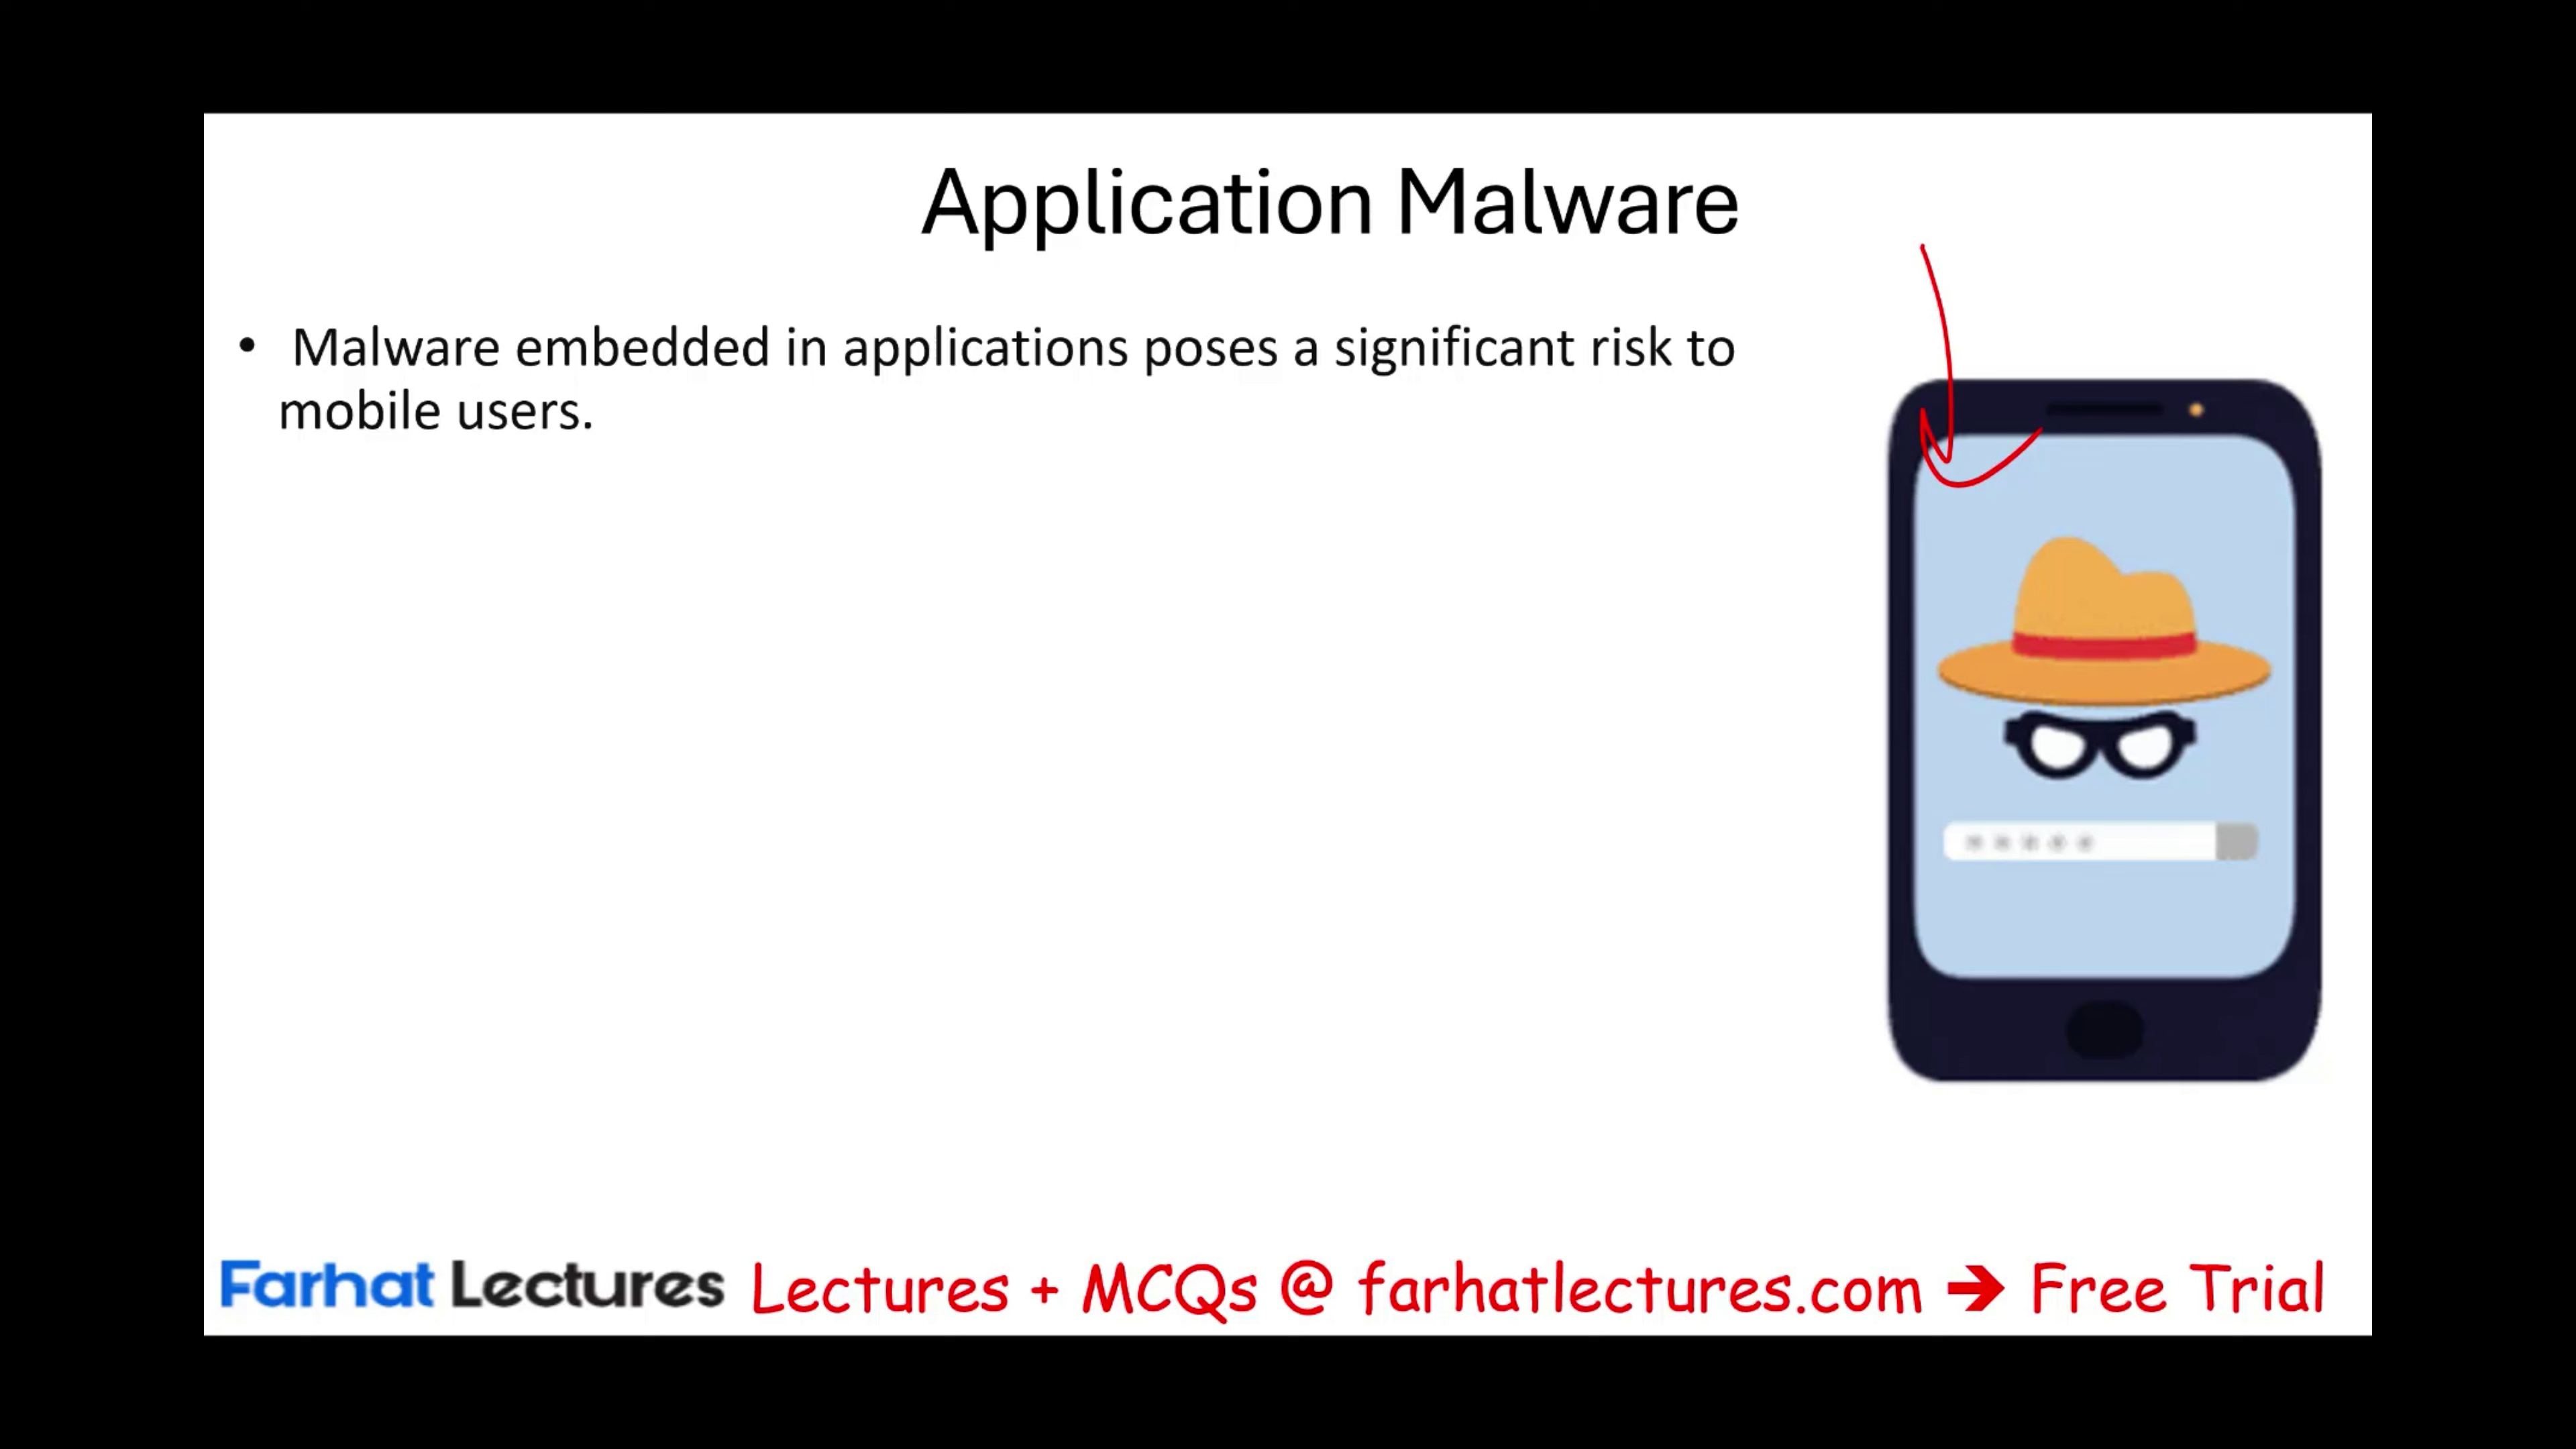 Application Malware
• Malware embedded in applications poses a significant risk to
mobile users.
Farhat Lectures Lectures + MCQs @ farhatlectures.com ➔ Free Trial